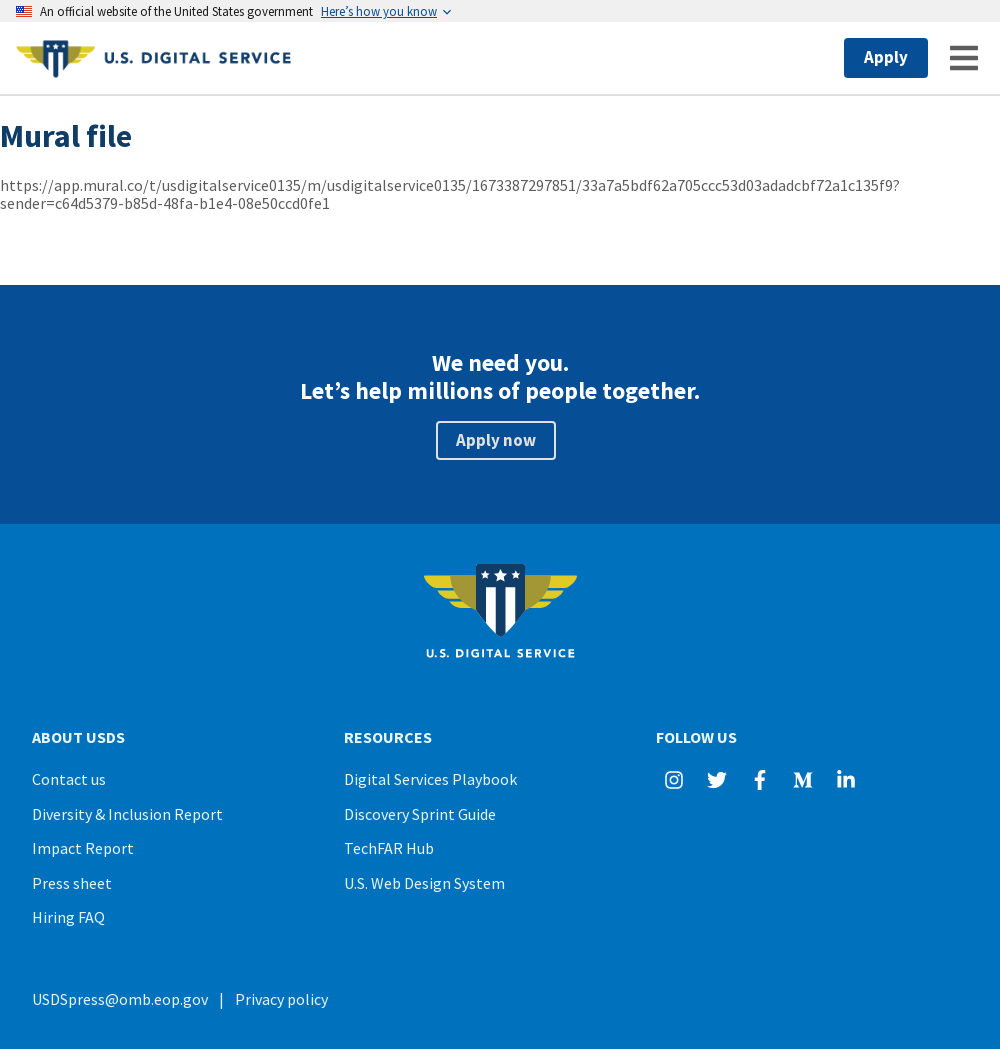 An official website of the United States government Here’s how you know
U.S. DIGITAL SERVICE
Apply
Mural file
https://app.mural.co/t/usdigitalservice0135/m/usdigitalservice0135/1673387297851/33a7a5bdf62a705ccc53d03adadcbf72a1c135f9?
sender=c64d5379-b85d-48fa-b1e4-08e50ccd0fe1
We need you.
Let’s help millions of people together.
Apply now
U.S. DIGITAL SERVICE
ABOUT USDS
Contact us
Diversity & Inclusion Report
Impact Report
Press sheet
Hiring FAQ
RESOURCES
Digital Services Playbook
Discovery Sprint Guide
TechFAR Hub
U.S. Web Design System
FOLLOW US
USDSpress@omb.eop.gov | Privacy policy